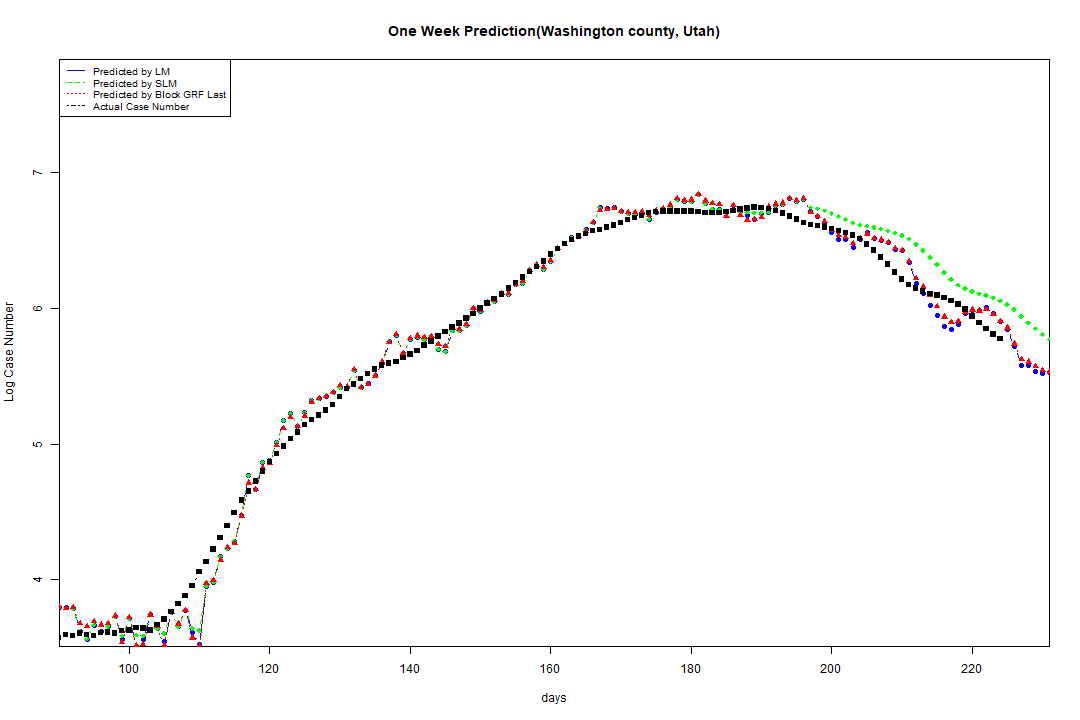 One Week Prediction(Washington county, Utah)
Predicted by LM
Predicted by SLM
Predicted by Block GRF Last
Actual Case Number
7
6
5
4
Log Case Number
100 120 140 160 180 200 220
days